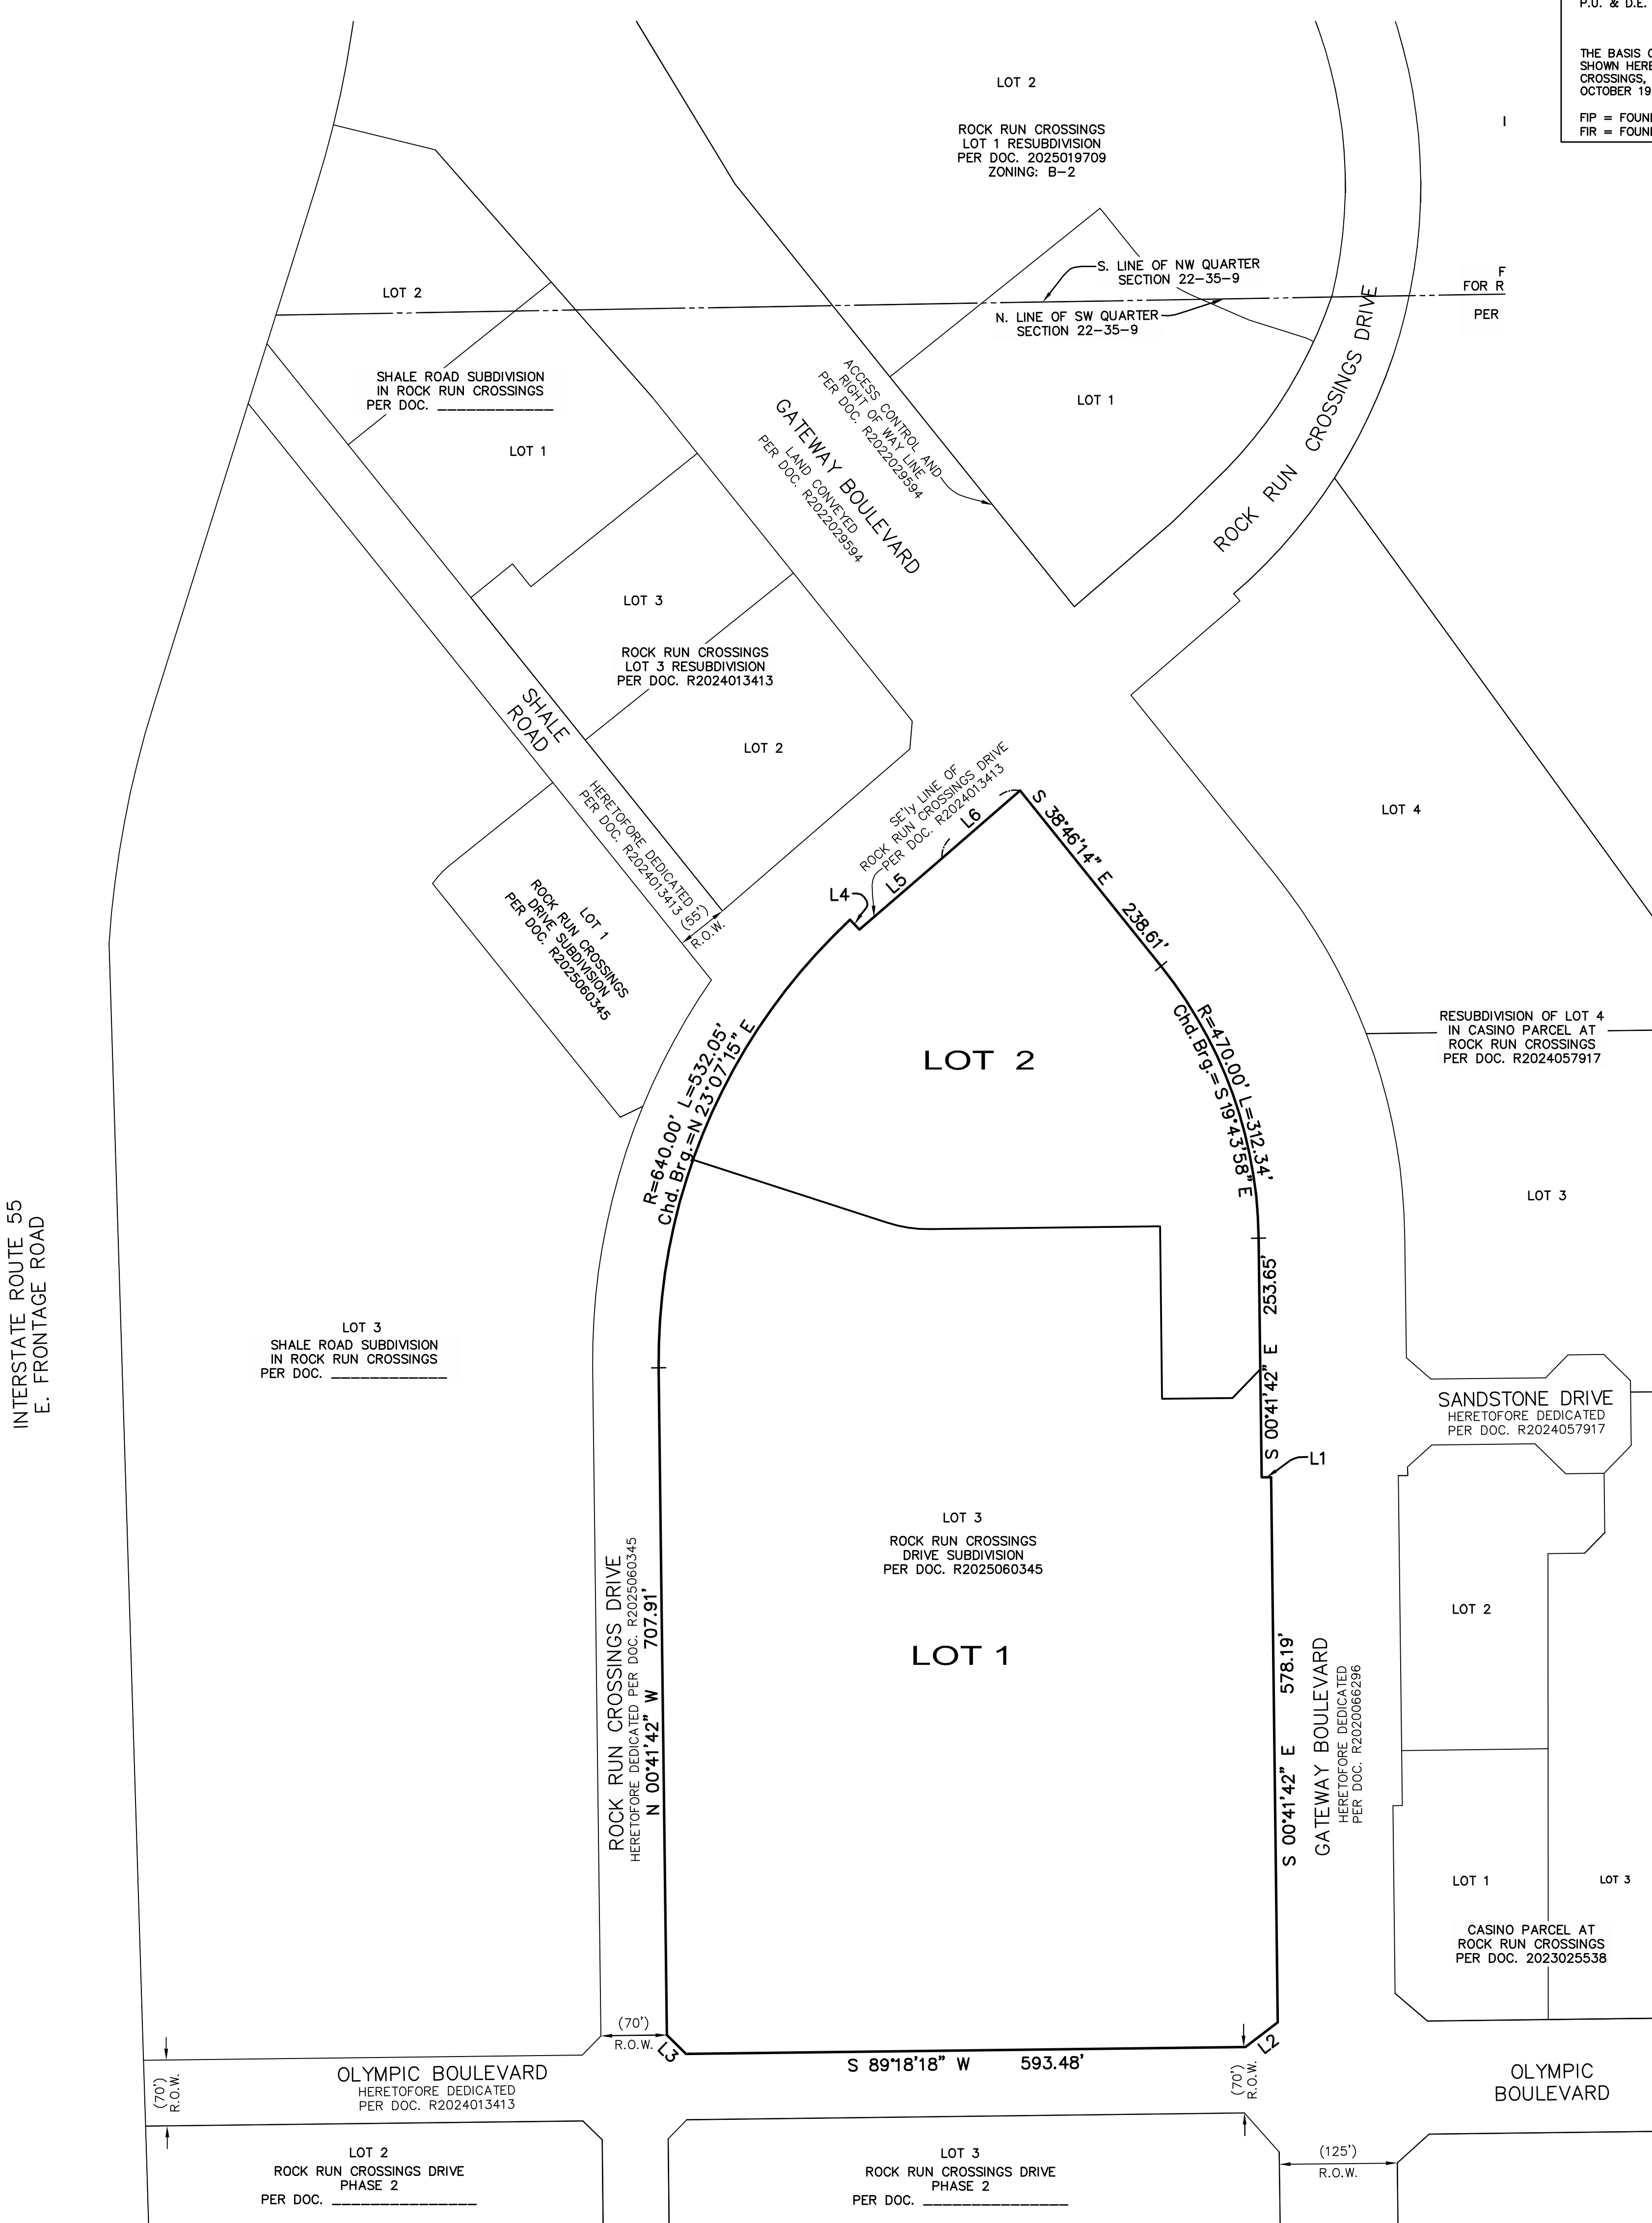 P.U. & D.E.
THE BASIS
SHOWN HERE
CROSSINGS,
OCTOBER 19
FIP = FOUN
FIR = FOUN
LOT 2
ROCK RUN CROSSINGS
LOT 1 RESUBDIVISION
PER DOC. 2025019709
ZONING: B-2
I
S. LINE OF NW QUARTER
SECTION 22-35-9
N. LINE OF SW QUARTER
SECTION 22-35-9
F
FOR R
PER
LOT 2
SHALE ROAD SUBDIVISION
IN ROCK RUN CROSSINGS
PER DOC. ____________
LOT 1
ACCESS CONTROL AND
RIGHT OF WAY LINE
PER DOC. R2022029594
GATEWAY BOULEVARD
LAND CONVEYED
PER DOC. R2022029594
LOT 1
ROCK RUN CROSSINGS DRIVE
LOT 3
ROCK RUN CROSSINGS
LOT 3 RESUBDIVISION
PER DOC. R2024013413
LOT 2
SHALE
ROAD
HERETOFORE DEDICATED
PER DOC. R2024013413
(55')
R.O.W.
SE'ly LINE OF
ROCK RUN CROSSINGS DRIVE
PER DOC. R2024013413
L6
L5
L4
S 38°46'14" E 238.61'
LOT 4
LOT 1
ROCK RUN CROSSINGS
DRIVE SUBDIVISION
PER DOC. R2025060345
R=640.00' L=532.05'
Chd. Brg.=N 23°07'15" E
LOT 2
R=470.00' L=312.34'
Chd. Brg.= S 19°43'58" E
RESUBDIVISION OF LOT 4
IN CASINO PARCEL AT
ROCK RUN CROSSINGS
PER DOC. R2024057917
LOT 3
INTERSTATE ROUTE 55
E. FRONTAGE ROAD
LOT 3
SHALE ROAD SUBDIVISION
IN ROCK RUN CROSSINGS
PER DOC. ____________
S 00°41'42" E 253.65'
SANDSTONE DRIVE
HERETOFORE DEDICATED
PER DOC. R2024057917
L1
LOT 3
ROCK RUN CROSSINGS
DRIVE SUBDIVISION
PER DOC. R2025060345
LOT 1
ROCK RUN CROSSINGS DRIVE
HERETOFORE DEDICATED PER DOC. R2025060345
N 00°41'42" W 707.91'
S 00°41'42" E 578.19'
GATEWAY BOULEVARD
HERETOFORE DEDICATED
PER DOC. R2020066296
LOT 2
LOT 1
LOT 3
CASINO PARCEL AT
ROCK RUN CROSSINGS
PER DOC. 2023025538
(70')
R.O.W.
L3
S 89°18'18" W 593.48'
L2
(70')
R.O.W.
(70')
R.O.W.
OLYMPIC BOULEVARD
HERETOFORE DEDICATED
PER DOC. R2024013413
OLYMPIC
BOULEVARD
LOT 2
ROCK RUN CROSSINGS DRIVE
PHASE 2
PER DOC. _______________
LOT 3
ROCK RUN CROSSINGS DRIVE
PHASE 2
PER DOC. _______________
(125')
R.O.W.